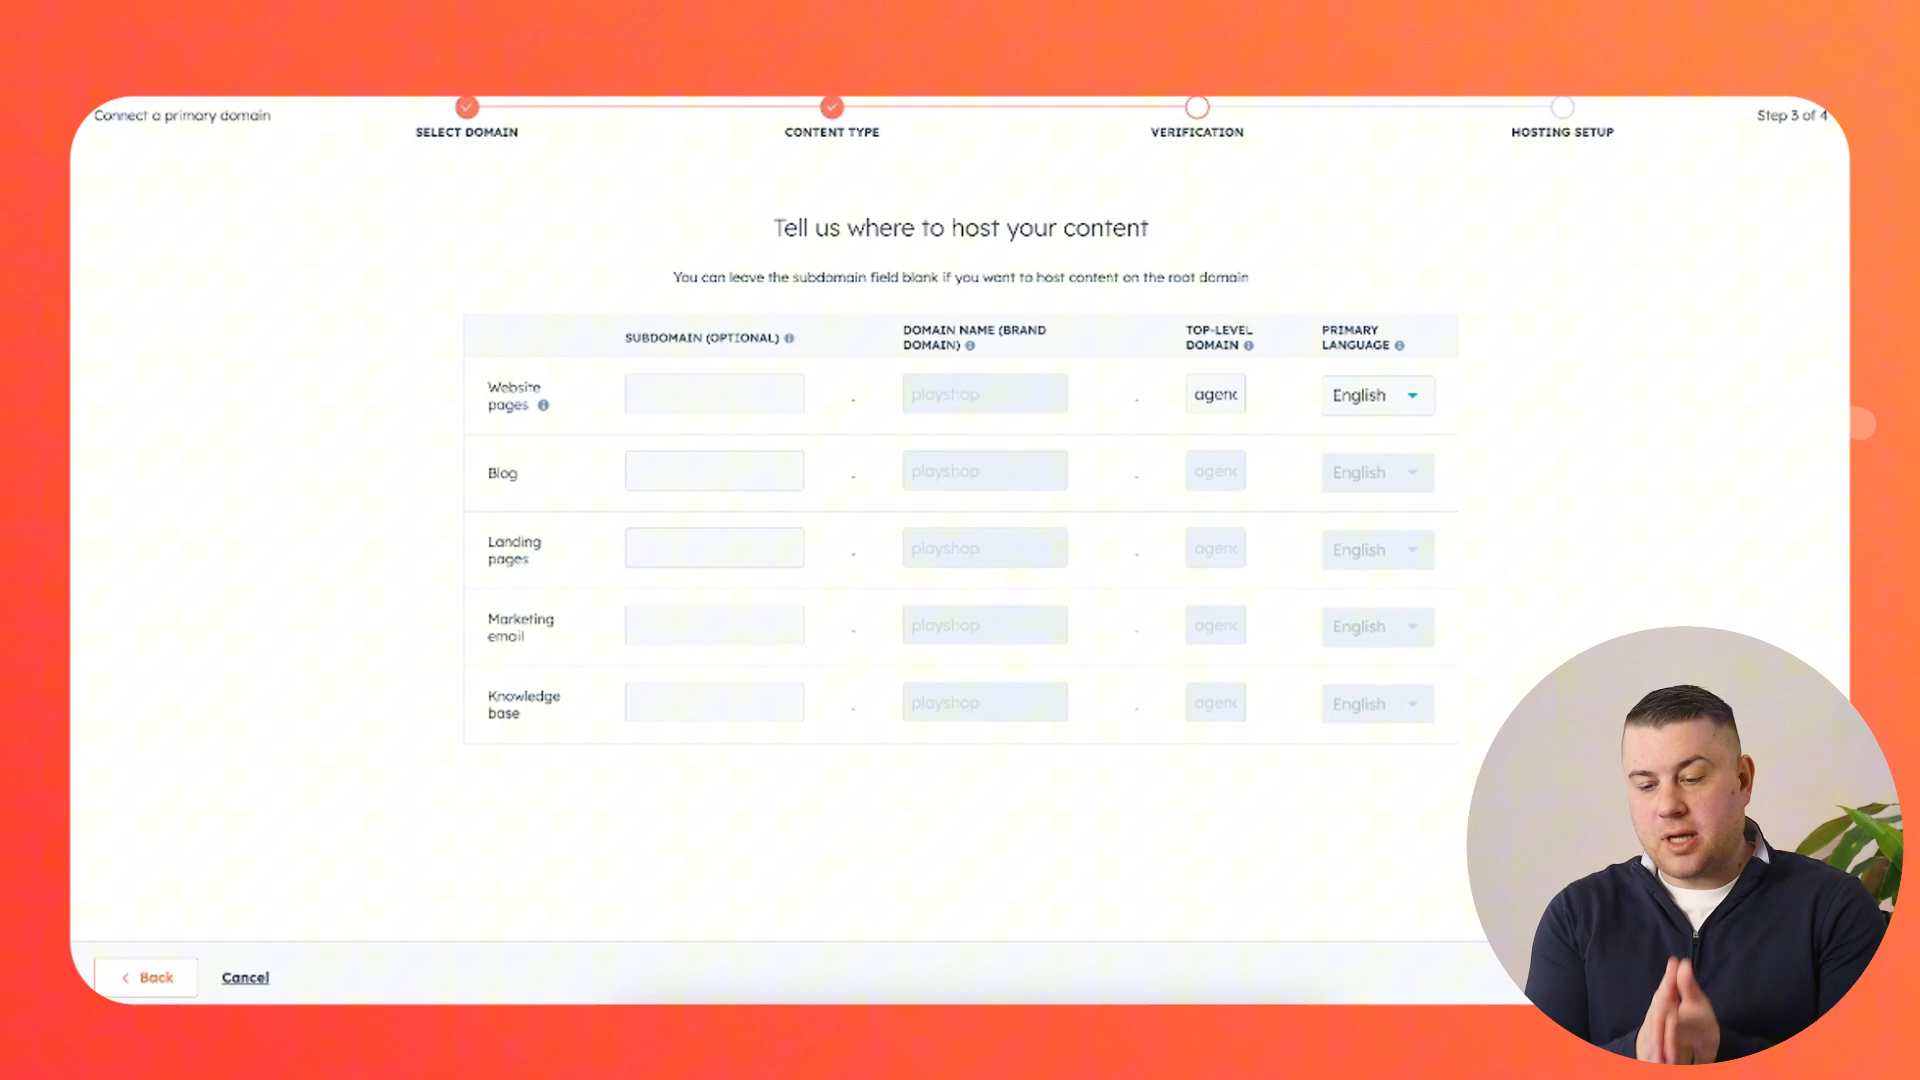 Connect a primary domain
SELECT DOMAIN
CONTENT TYPE
VERIFICATION
HOSTING SETUP
Step 3 of 4
Tell us where to host your content
You can leave the subdomain field blank if you want to host content on the root domain
SUBDOMAIN (OPTIONAL)
DOMAIN NAME (BRAND
DOMAIN)
TOP-LEVEL
DOMAIN
PRIMARY
LANGUAGE
Website
pages
. playshop . agenc English
Blog
. playshop . agenc English
Landing
pages
. playshop . agenc English
Marketing
email
. playshop . agenc English
Knowledge
base
. playshop . agenc English
Back
Cancel